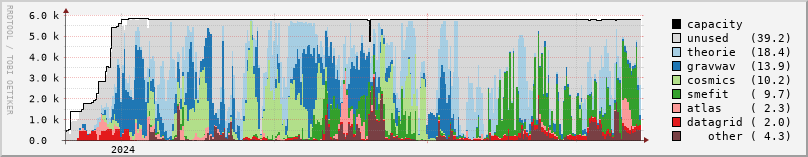 6.0 k
5.0 k
4.0 k
3.0 k
2.0 k
1.0 k
0.0
2024
capacity
unused (39.2)
theorie (18.4)
gravwav (13.9)
cosmics (10.2)
smefit ( 9.7)
atlas ( 2.3)
datagrid ( 2.0)
other ( 4.3)
RRDTOOL / TOBI OETIKER